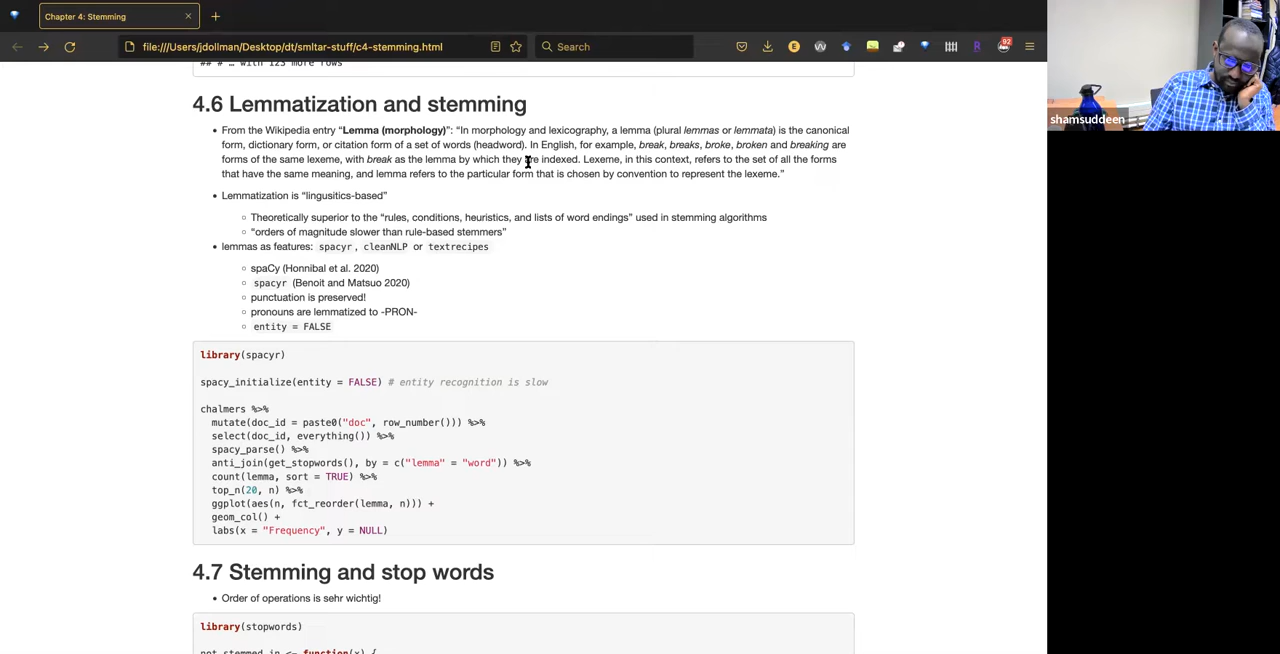 Chapter 4: Stemming
file:///Users/jdollman/Desktop/dt/smltar-stuff/c4-stemming.html
Search
92
## # … with 123 more rows
4.6 Lemmatization and stemming
• From the Wikipedia entry “Lemma (morphology)”: “In morphology and lexicography, a lemma (plural lemmas or lemmata) is the canonical
form, dictionary form, or citation form of a set of words (headword). In English, for example, break, breaks, broke, broken and breaking are
forms of the same lexeme, with break as the lemma by which they are indexed. Lexeme, in this context, refers to the set of all the forms
that have the same meaning, and lemma refers to the particular form that is chosen by convention to represent the lexeme.”
• Lemmatization is “lingusitics-based”
◦ Theoretically superior to the “rules, conditions, heuristics, and lists of word endings” used in stemming algorithms
◦ “orders of magnitude slower than rule-based stemmers”
• lemmas as features: spacyr, cleanNLP or textrecipes
◦ spaCy (Honnibal et al. 2020)
◦ spacyr (Benoit and Matsuo 2020)
◦ punctuation is preserved!
◦ pronouns are lemmatized to -PRON-
◦ entity = FALSE
library(spacyr)
spacy_initialize(entity = FALSE) # entity recognition is slow
chalmers %>%
mutate(doc_id = paste0("doc", row_number())) %>%
select(doc_id, everything()) %>%
spacy_parse() %>%
anti_join(get_stopwords(), by = c("lemma" = "word")) %>%
count(lemma, sort = TRUE) %>%
top_n(20, n) %>%
ggplot(aes(n, fct_reorder(lemma, n))) +
geom_col() +
labs(x = "Frequency", y = NULL)
4.7 Stemming and stop words
• Order of operations is sehr wichtig!
library(stopwords)
not_stemmed_in <- function(x) {
shamsuddeen